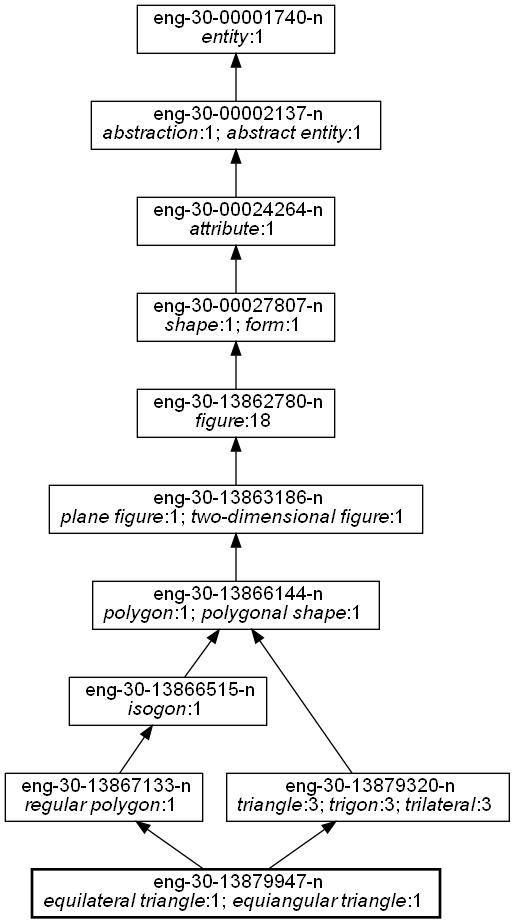 eng-30-00001740-n
entity:1
eng-30-00002137-n
abstraction:1; abstract entity:1
eng-30-00024264-n
attribute:1
eng-30-00027807-n
shape:1; form:1
eng-30-13862780-n
figure:18
eng-30-13863186-n
plane figure:1; two-dimensional figure:1
eng-30-13866144-n
polygon:1; polygonal shape:1
eng-30-13866515-n
isogon:1
eng-30-13867133-n
regular polygon:1
eng-30-13879320-n
triangle:3; trigon:3; trilateral:3
eng-30-13879947-n
equilateral triangle:1; equiangular triangle:1